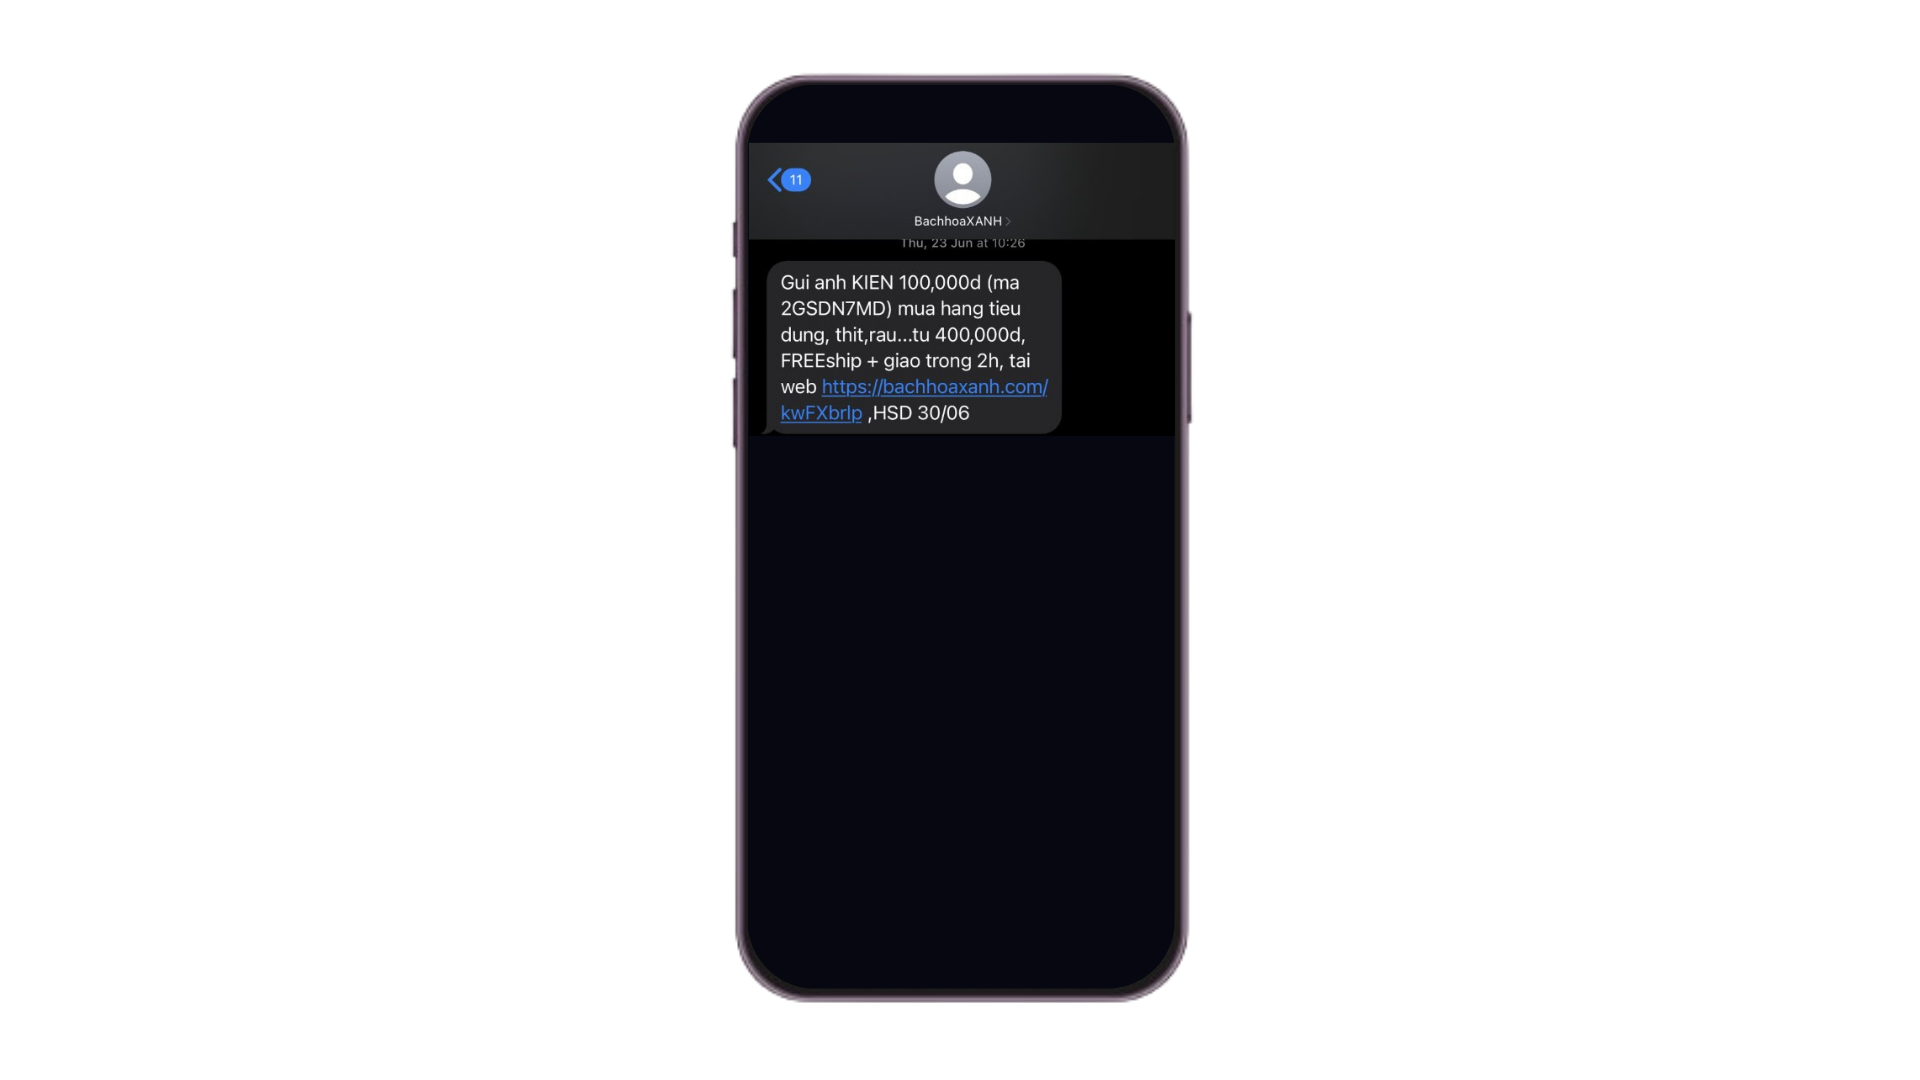 11
BachhoaXANH
Thu, 23 Jun at 10:26
Gui anh KIEN 100,000d (ma
2GSDN7MD) mua hang tieu
dung, thit,rau...tu 400,000d,
FREEship + giao trong 2h, tai
web https://bachhoaxanh.com/
kwFXbrlp ,HSD 30/06